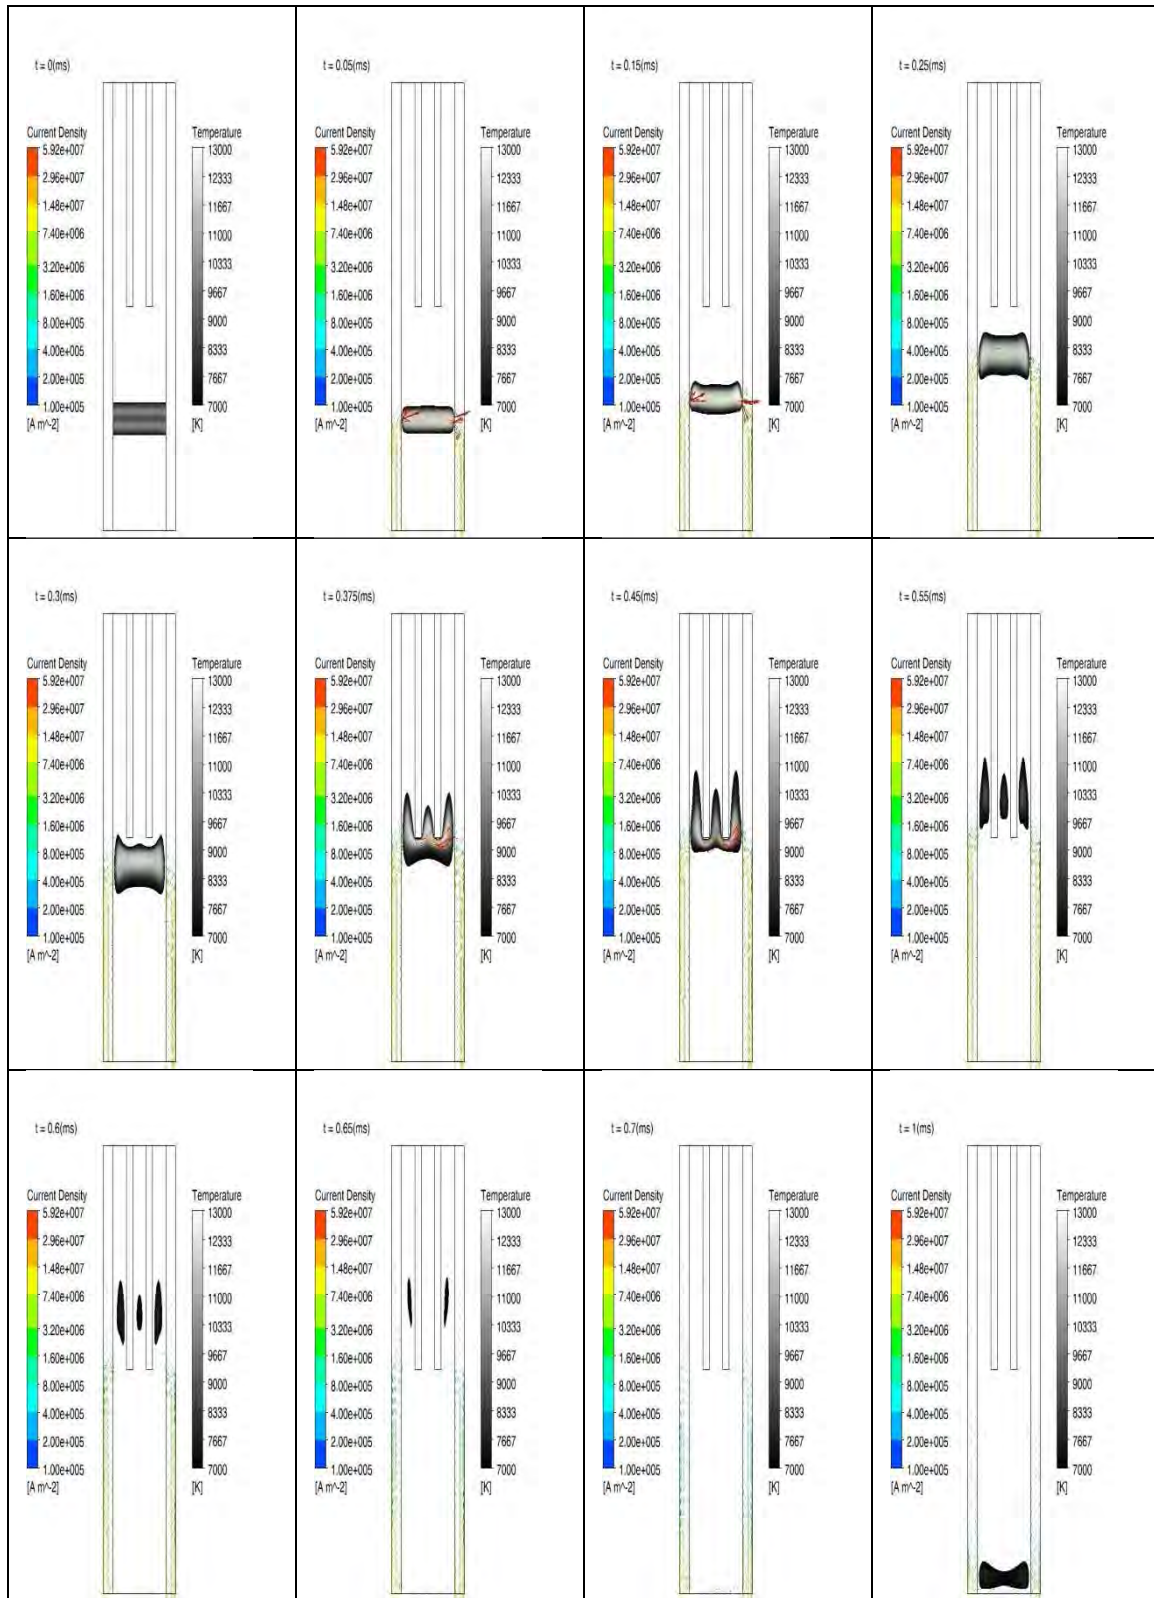 t = 0(ms)
Current Density Temperature
5.92e+007 13000
2.96e+007 12333
1.48e+007 11667
7.40e+006 11000
3.20e+006 10333
1.60e+006 9667
8.00e+005 9000
4.00e+005 8333
2.00e+005 7667
1.00e+005 7000
[A m^-2] [K]
t = 0.05(ms)
Current Density Temperature
5.92e+007 13000
2.96e+007 12333
1.48e+007 11667
7.40e+006 11000
3.20e+006 10333
1.60e+006 9667
8.00e+005 9000
4.00e+005 8333
2.00e+005 7667
1.00e+005 7000
[A m^-2] [K]
t = 0.15(ms)
Current Density Temperature
5.92e+007 13000
2.96e+007 12333
1.48e+007 11667
7.40e+006 11000
3.20e+006 10333
1.60e+006 9667
8.00e+005 9000
4.00e+005 8333
2.00e+005 7667
1.00e+005 7000
[A m^-2] [K]
t = 0.25(ms)
Current Density Temperature
5.92e+007 13000
2.96e+007 12333
1.48e+007 11667
7.40e+006 11000
3.20e+006 10333
1.60e+006 9667
8.00e+005 9000
4.00e+005 8333
2.00e+005 7667
1.00e+005 7000
[A m^-2] [K]
t = 0.3(ms)
Current Density Temperature
5.92e+007 13000
2.96e+007 12333
1.48e+007 11667
7.40e+006 11000
3.20e+006 10333
1.60e+006 9667
8.00e+005 9000
4.00e+005 8333
2.00e+005 7667
1.00e+005 7000
[A m^-2] [K]
t = 0.375(ms)
Current Density Temperature
5.92e+007 13000
2.96e+007 12333
1.48e+007 11667
7.40e+006 11000
3.20e+006 10333
1.60e+006 9667
8.00e+005 9000
4.00e+005 8333
2.00e+005 7667
1.00e+005 7000
[A m^-2] [K]
t = 0.45(ms)
Current Density Temperature
5.92e+007 13000
2.96e+007 12333
1.48e+007 11667
7.40e+006 11000
3.20e+006 10333
1.60e+006 9667
8.00e+005 9000
4.00e+005 8333
2.00e+005 7667
1.00e+005 7000
[A m^-2] [K]
t = 0.55(ms)
Current Density Temperature
5.92e+007 13000
2.96e+007 12333
1.48e+007 11667
7.40e+006 11000
3.20e+006 10333
1.60e+006 9667
8.00e+005 9000
4.00e+005 8333
2.00e+005 7667
1.00e+005 7000
[A m^-2] [K]
t = 0.6(ms)
Current Density Temperature
5.92e+007 13000
2.96e+007 12333
1.48e+007 11667
7.40e+006 11000
3.20e+006 10333
1.60e+006 9667
8.00e+005 9000
4.00e+005 8333
2.00e+005 7667
1.00e+005 7000
[A m^-2] [K]
t = 0.65(ms)
Current Density Temperature
5.92e+007 13000
2.96e+007 12333
1.48e+007 11667
7.40e+006 11000
3.20e+006 10333
1.60e+006 9667
8.00e+005 9000
4.00e+005 8333
2.00e+005 7667
1.00e+005 7000
[A m^-2] [K]
t = 0.7(ms)
Current Density Temperature
5.92e+007 13000
2.96e+007 12333
1.48e+007 11667
7.40e+006 11000
3.20e+006 10333
1.60e+006 9667
8.00e+005 9000
4.00e+005 8333
2.00e+005 7667
1.00e+005 7000
[A m^-2] [K]
t = 1(ms)
Current Density Temperature
5.92e+007 13000
2.96e+007 12333
1.48e+007 11667
7.40e+006 11000
3.20e+006 10333
1.60e+006 9667
8.00e+005 9000
4.00e+005 8333
2.00e+005 7667
1.00e+005 7000
[A m^-2] [K]